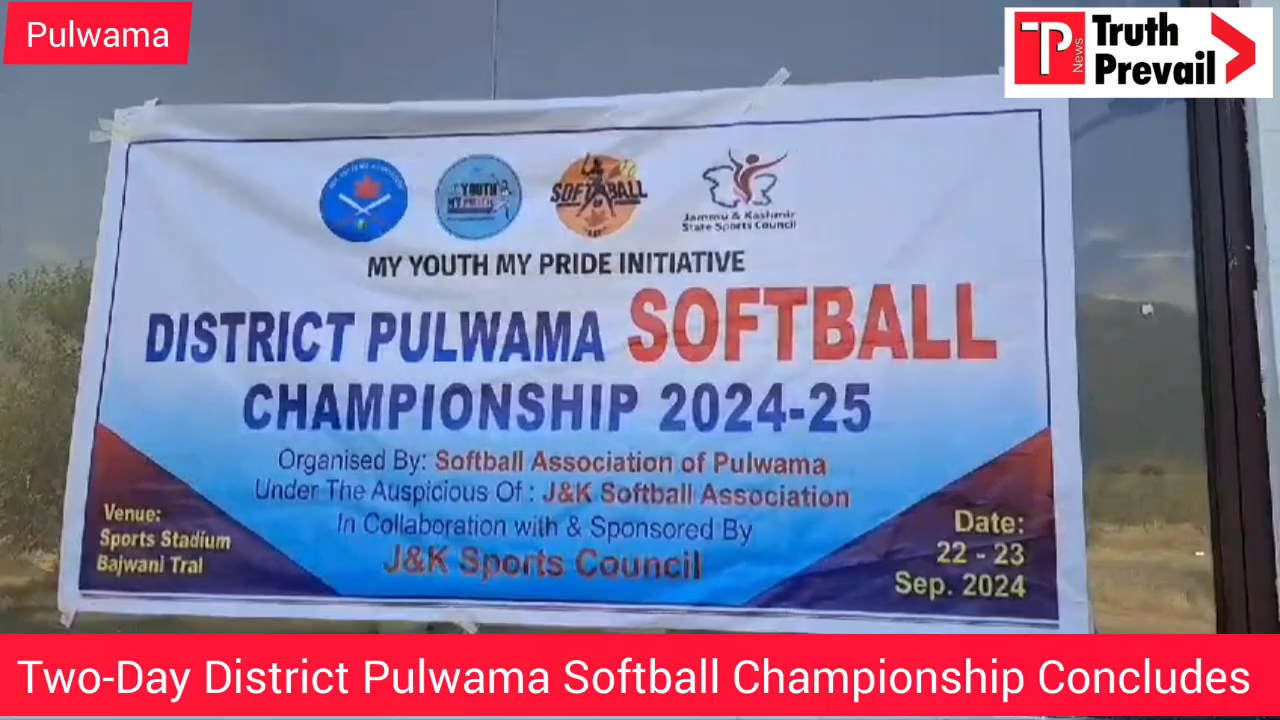 Pulwama
TP News
Truth
Prevail
YOUTH
MY PRIDE
SOFTBALL
Jammu & Kashmir
State Sports Council
MY YOUTH MY PRIDE INITIATIVE
DISTRICT PULWAMA SOFTBALL
CHAMPIONSHIP 2024-25
Organised By: Softball Association of Pulwama
Under The Auspicious Of : J&K Softball Association
In Collaboration with & Sponsored By
J&K Sports Council
Venue:
Sports Stadium
Bajwani Tral
Date:
22 - 23
Sep. 2024
Two-Day District Pulwama Softball Championship Concludes